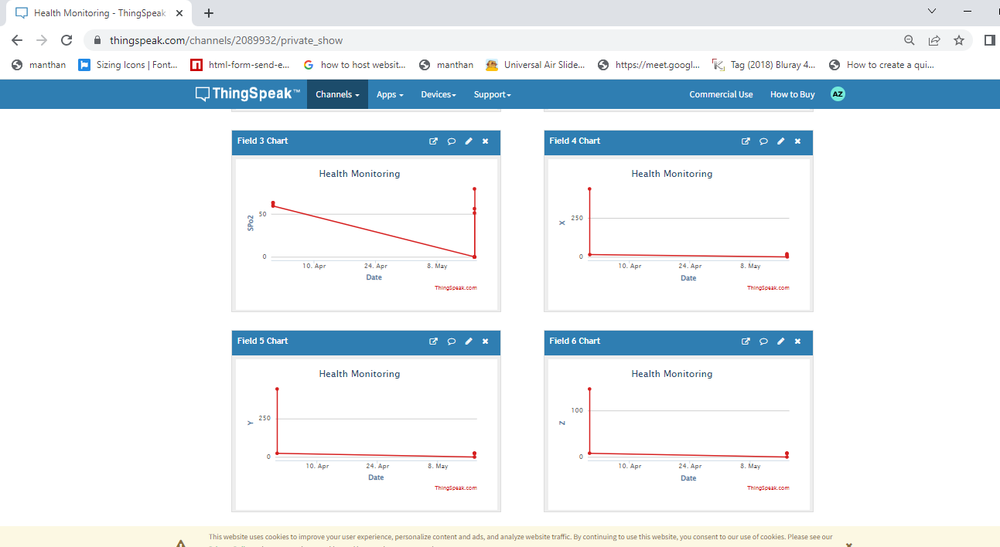 Health Monitoring - ThingSpeak
thingspeak.com/channels/2089932/private_show
manthan Sizing Icons | Font... html-form-send-e... how to host websit... manthan Universal Air Slide... https://meet.googl... Tag (2018) Bluray 4... How to create a qui...
ThingSpeak™ Channels Apps Devices Support Commercial Use How to Buy AZ
Field 3 Chart
Health Monitoring
SPo2
50
0
10. Apr 24. Apr 8. May
Date
ThingSpeak.com
Field 4 Chart
Health Monitoring
X
250
0
10. Apr 24. Apr 8. May
Date
ThingSpeak.com
Field 5 Chart
Health Monitoring
Y
250
0
10. Apr 24. Apr 8. May
Date
ThingSpeak.com
Field 6 Chart
Health Monitoring
Z
100
0
10. Apr 24. Apr 8. May
Date
ThingSpeak.com
This website uses cookies to improve your user experience, personalize content and ads, and analyze website traffic. By continuing to use this website, you consent to our use of cookies. Please see our